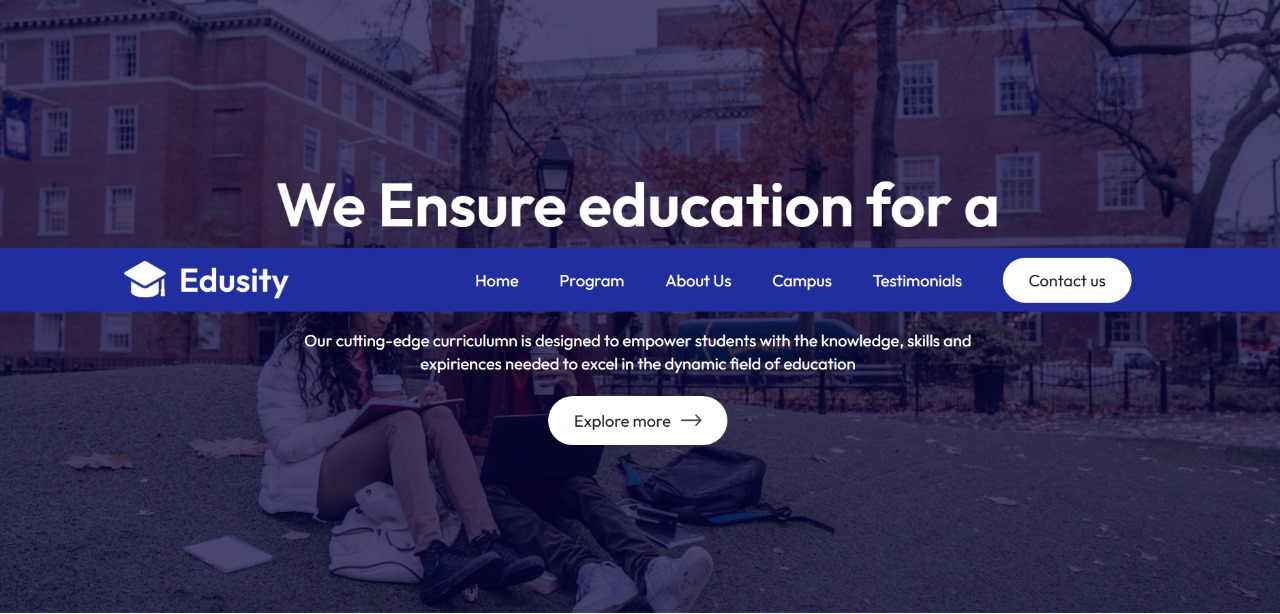 We Ensure education for a
Edusity
Home
Program
About Us
Campus
Testimonials
Contact us
Our cutting-edge curriculumn is designed to empower students with the knowledge, skills and
expiriences needed to excel in the dynamic field of education
Explore more →